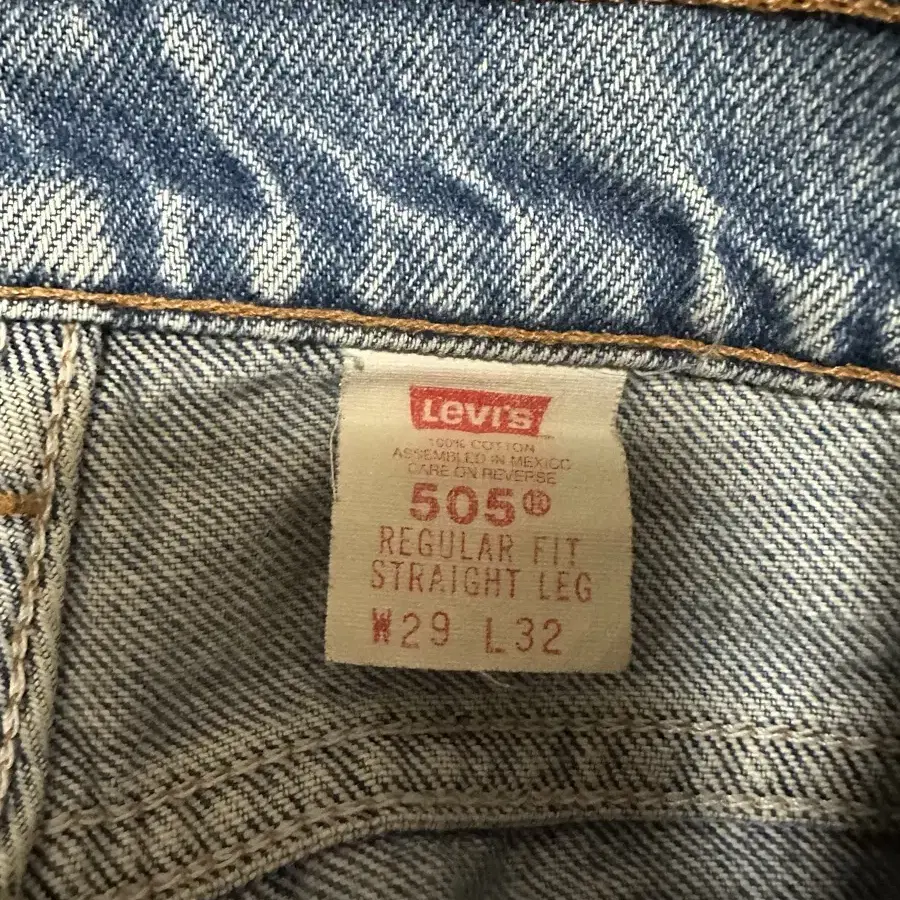 Levi's
100% COTTON
ASSEMBLED IN MEXICO
CARE ON REVERSE
505®
REGULAR FIT
STRAIGHT LEG
W29 L32